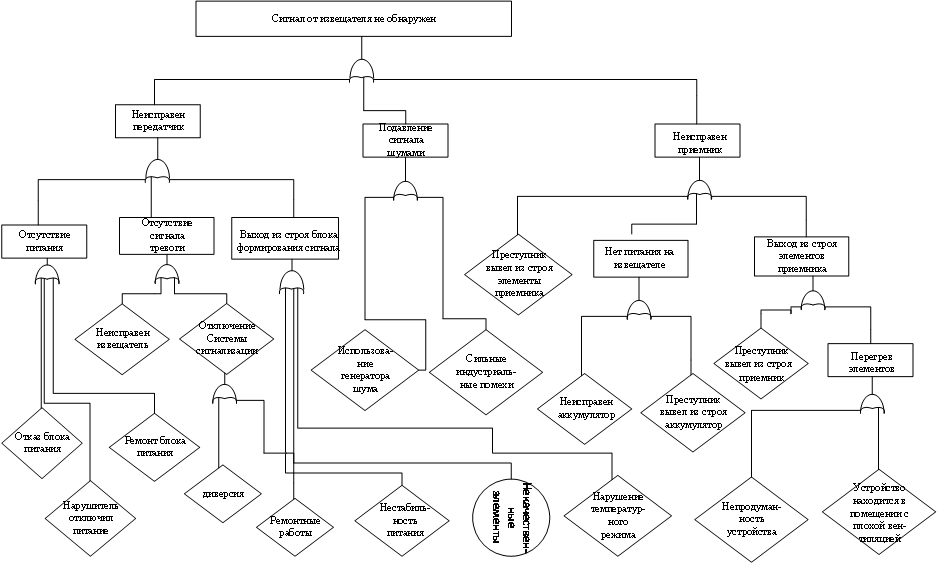 Сигнал от извещателя не обнаружен
Неисправен
передатчик
Подавление
сигнала
шумами
Неисправен
приемник
Отсутствие
питания
Отсутствие
сигнала
тревоги
Выход из строя блока
формирования сигнала
Преступник
вывел из строя
элементы
приемника
Нет питания на
извещателе
Выход из строя
элементов
приемника
Неисправен
извещатель
Отключение
Системы
сигнализации
Использова-
ние
генератора
шума
Сильные
индустриаль-
ные помехи
Преступник
вывел из строя
приемник
Перегрев
элементов
Неисправен
аккумулятор
Преступник
вывел из строя
аккумулятор
Отказ блока
питания
Ремонт блока
питания
Нарушитель
отключил
питание
диверсия
Ремонтные
работы
Нестабиль-
ность
питания
Некачествен-
ные
элементы
Нарушение
температур-
ного
режима
Непродуман-
ность
устройства
Устройство
находится в
помещении с
плохой вен-
тиляцией